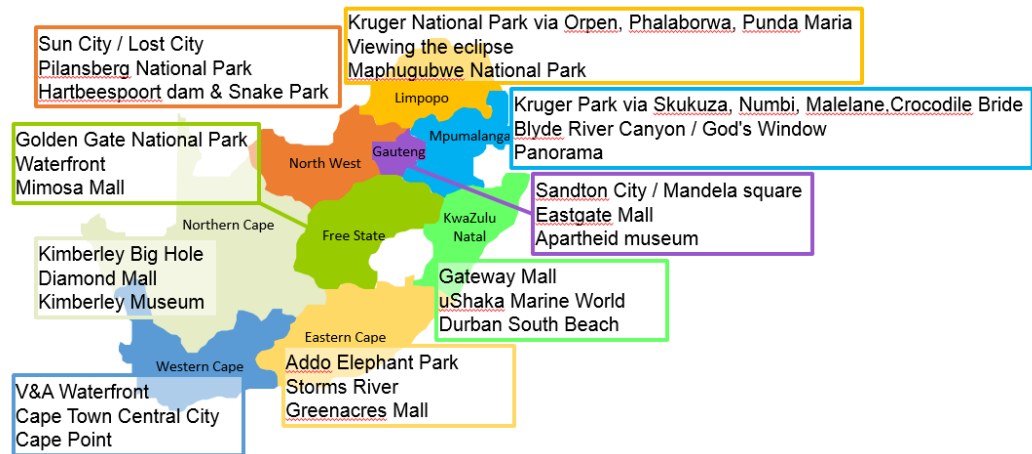 Kruger National Park via Orpen, Phalaborwa, Punda Maria
Viewing the eclipse
Maphugubwe National Park
Sun City / Lost City
Pilansberg National Park
Hartbeespoort dam & Snake Park
Limpopo
Kruger Park via Skukuza, Numbi, Malelane,Crocodile Bride
Blyde River Canyon / God's Window
Panorama
Mpumalanga
Golden Gate National Park
Waterfront
Mimosa Mall
North West
Gauteng
Sandton City / Mandela square
Eastgate Mall
Apartheid museum
Northern Cape
Free State
KwaZulu
Natal
Kimberley Big Hole
Diamond Mall
Kimberley Museum
Gateway Mall
uShaka Marine World
Durban South Beach
Eastern Cape
Addo Elephant Park
Storms River
Greenacres Mall
Western Cape
V&A Waterfront
Cape Town Central City
Cape Point